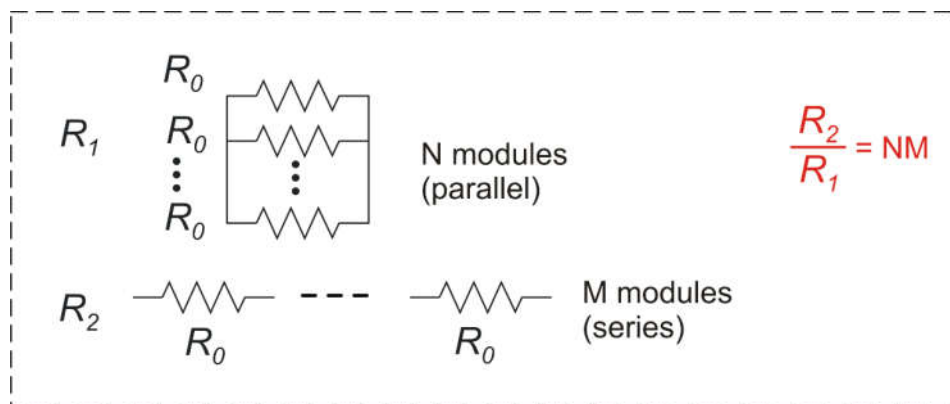 R₀
R₁ R₀
R₀
N modules
(parallel)
R₂/R₁ = NM
R₂
R₀
R₀
M modules
(series)